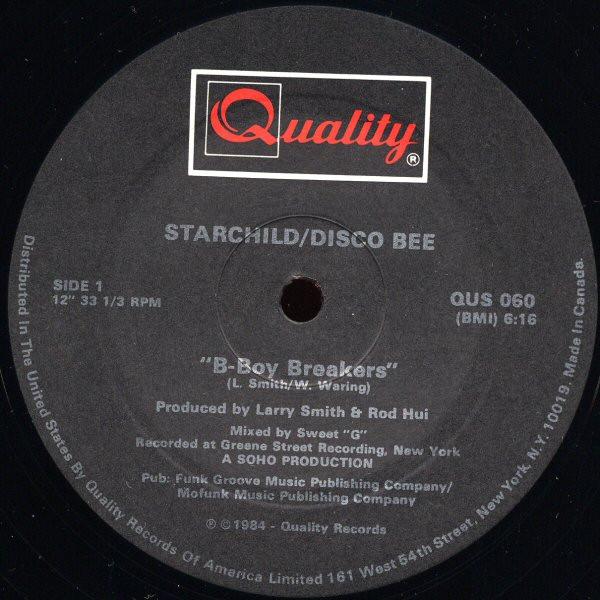 Quality®
STARCHILD/DISCO BEE
SIDE 1
12" 33 1/3 RPM
QUS 060
(BMI) 6:16
"B-Boy Breakers"
(L. Smith/W. Waring)
Produced by Larry Smith & Rod Hui
Mixed by Sweet "G"
Recorded at Greene Street Recording, New York
A SOHO PRODUCTION
Pub: Funk Groove Music Publishing Company/
Mofunk Music Publishing Company
℗ ©1984 - Quality Records
Distributed In The United States By Quality Records Of America Limited 161 West 54th Street, New York, N.Y. 10019. Made In Canada.